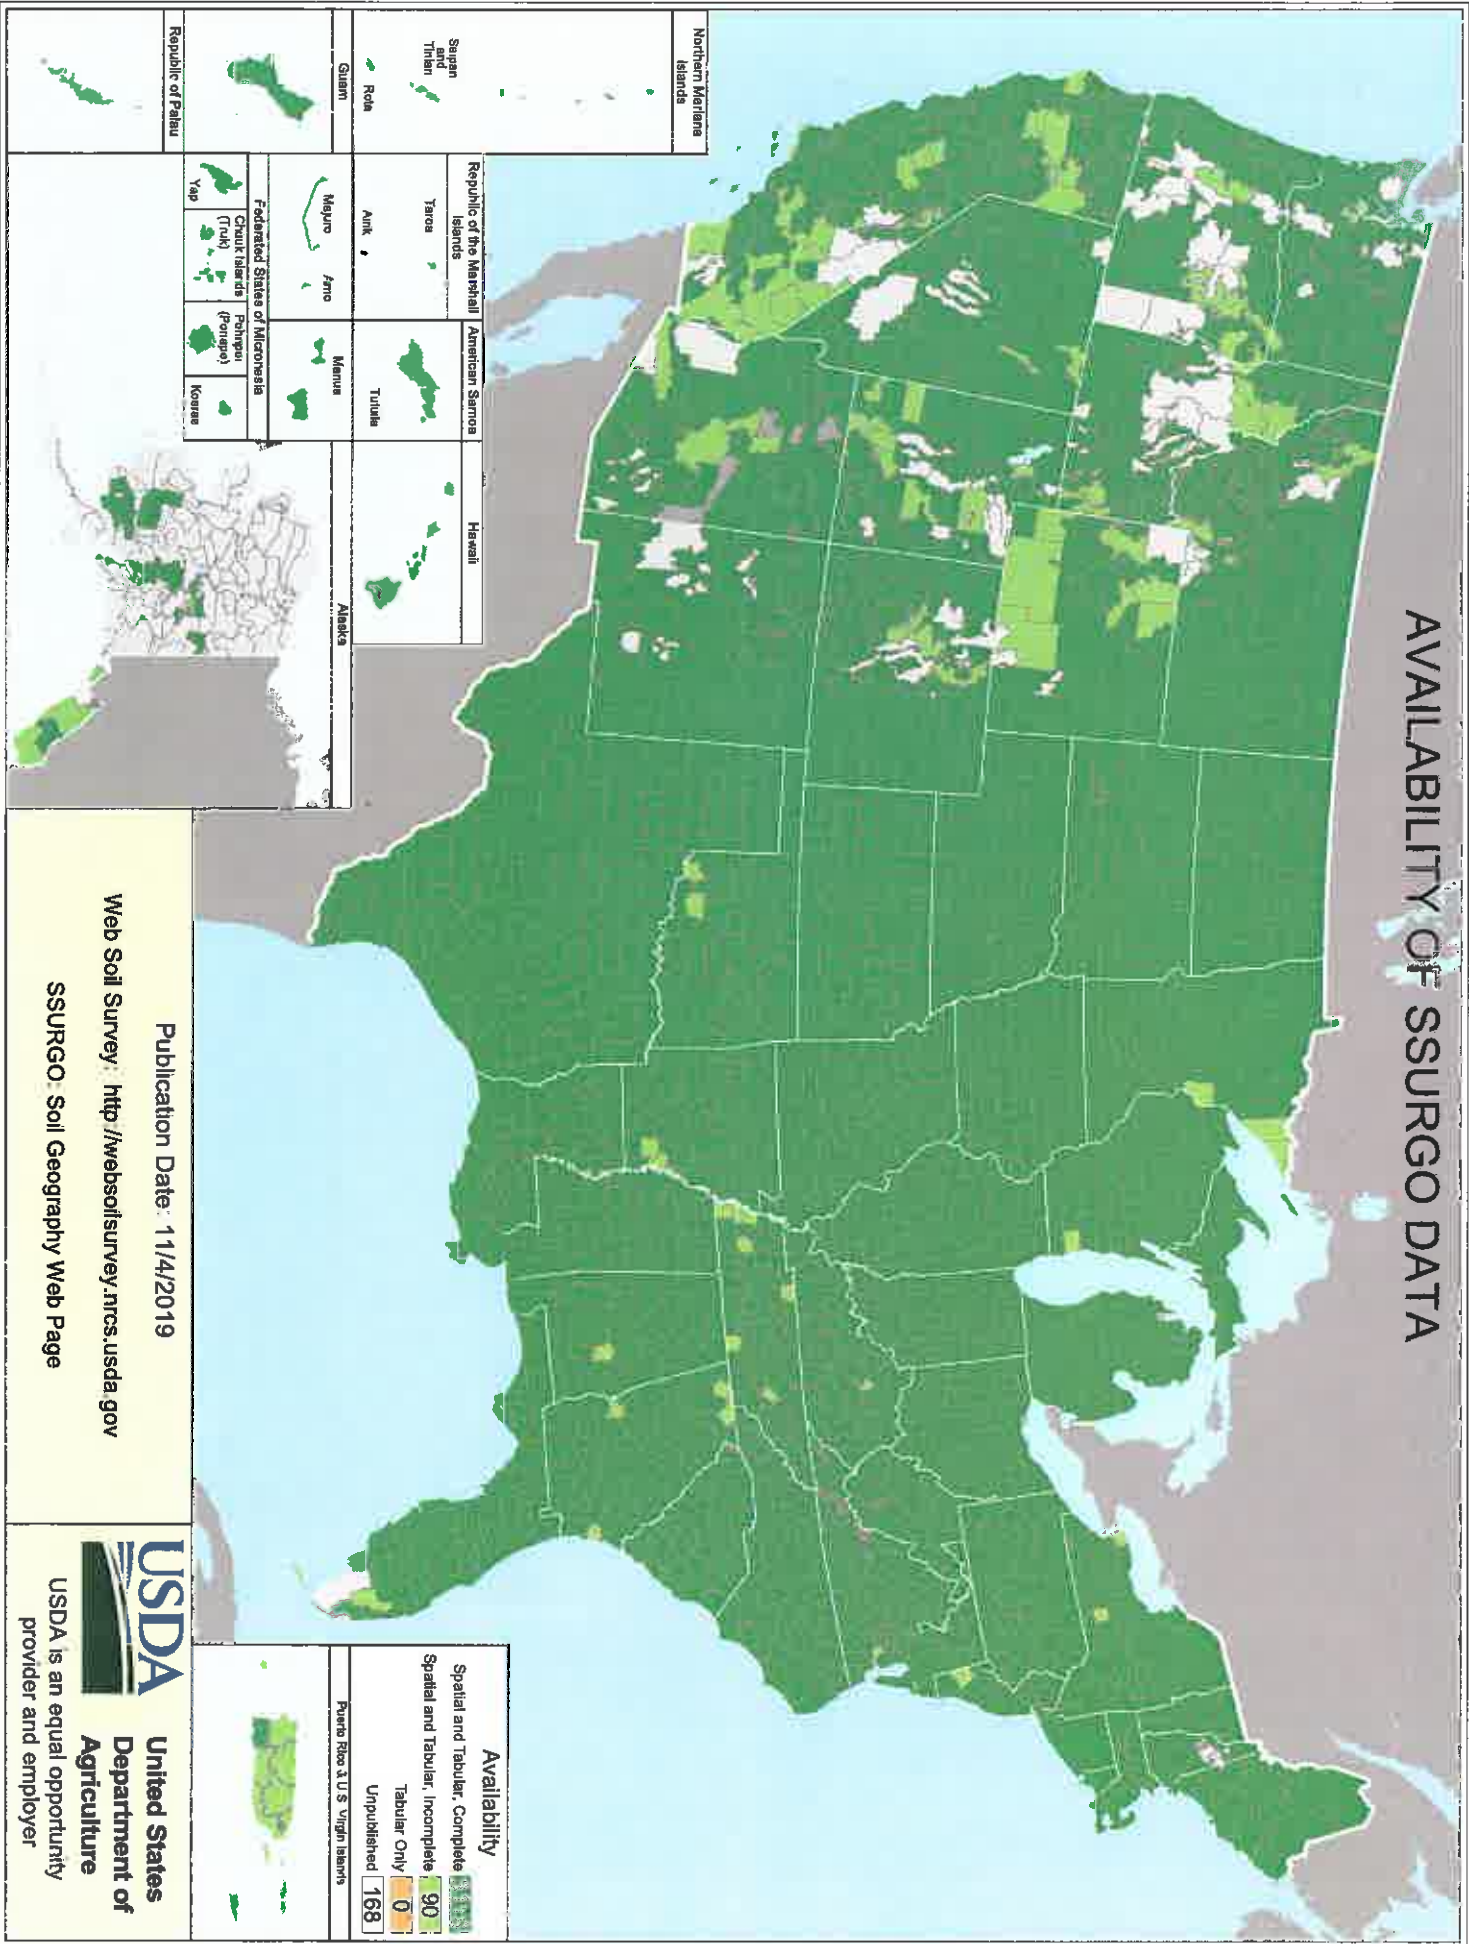 AVAILABILITY OF SSURGO DATA
Northern Mariana
Islands
Saipan
and
Tinian
Rota
Guam
Republic of Palau
Republic of the Marshall
Islands
Taroa
Airik
Majuro
Arno
American Samoa
Tutuila
Manua
Federated States of Micronesia
Yap
Chuuk Islands
(Truk)
Pohnpei
(Ponape)
Kosrae
Hawaii
Alaska
Publication Date: 11/4/2019
Web Soil Survey: http://websoilsurvey.nrcs.usda.gov
SSURGO: Soil Geography Web Page
Availability
Spatial and Tabular, Complete
Spatial and Tabular, Incomplete 90
Tabular Only 0
Unpublished 168
Puerto Rico & U.S. Virgin Islands
USDA
United States
Department of
Agriculture
USDA is an equal opportunity
provider and employer